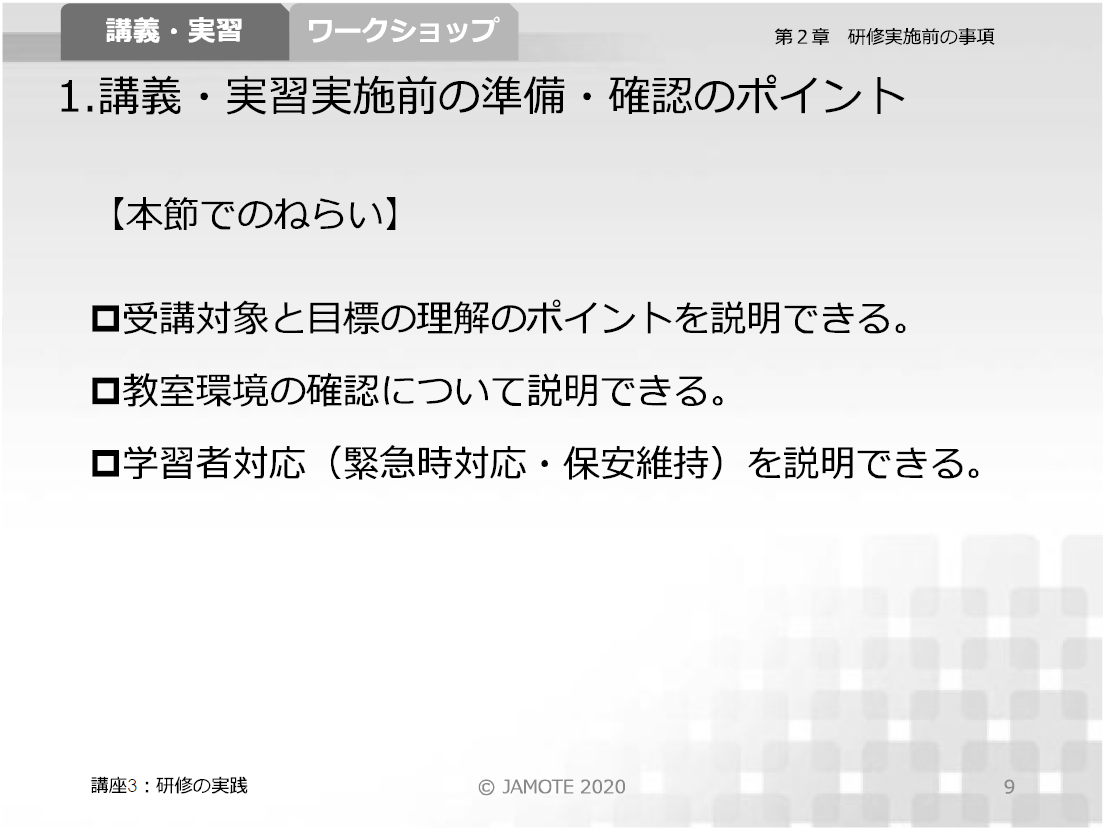 講義・実習
ワークショップ
第２章　研修実施前の事項
1.講義・実習実施前の準備・確認のポイント
【本節でのねらい】
受講対象と目標の理解のポイントを説明できる。
教室環境の確認について説明できる。
学習者対応（緊急時対応・保安維持）を説明できる。
講座3：研修の実践
© JAMOTE 2020
9